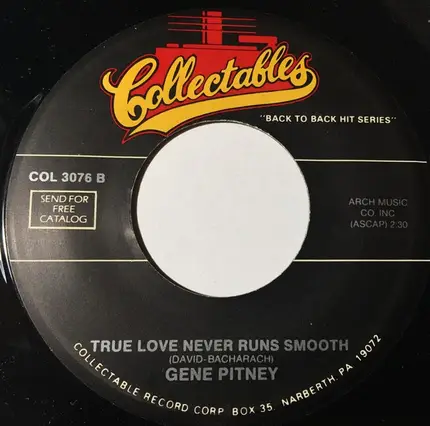 Collectables
"BACK TO BACK HIT SERIES"
COL 3076 B
SEND FOR
FREE
CATALOG
ARCH MUSIC
CO INC
(ASCAP) 2:30
TRUE LOVE NEVER RUNS SMOOTH
(DAVID-BACHARACH)
GENE PITNEY
COLLECTABLE RECORD CORP. BOX 35, NARBERTH, PA 19072